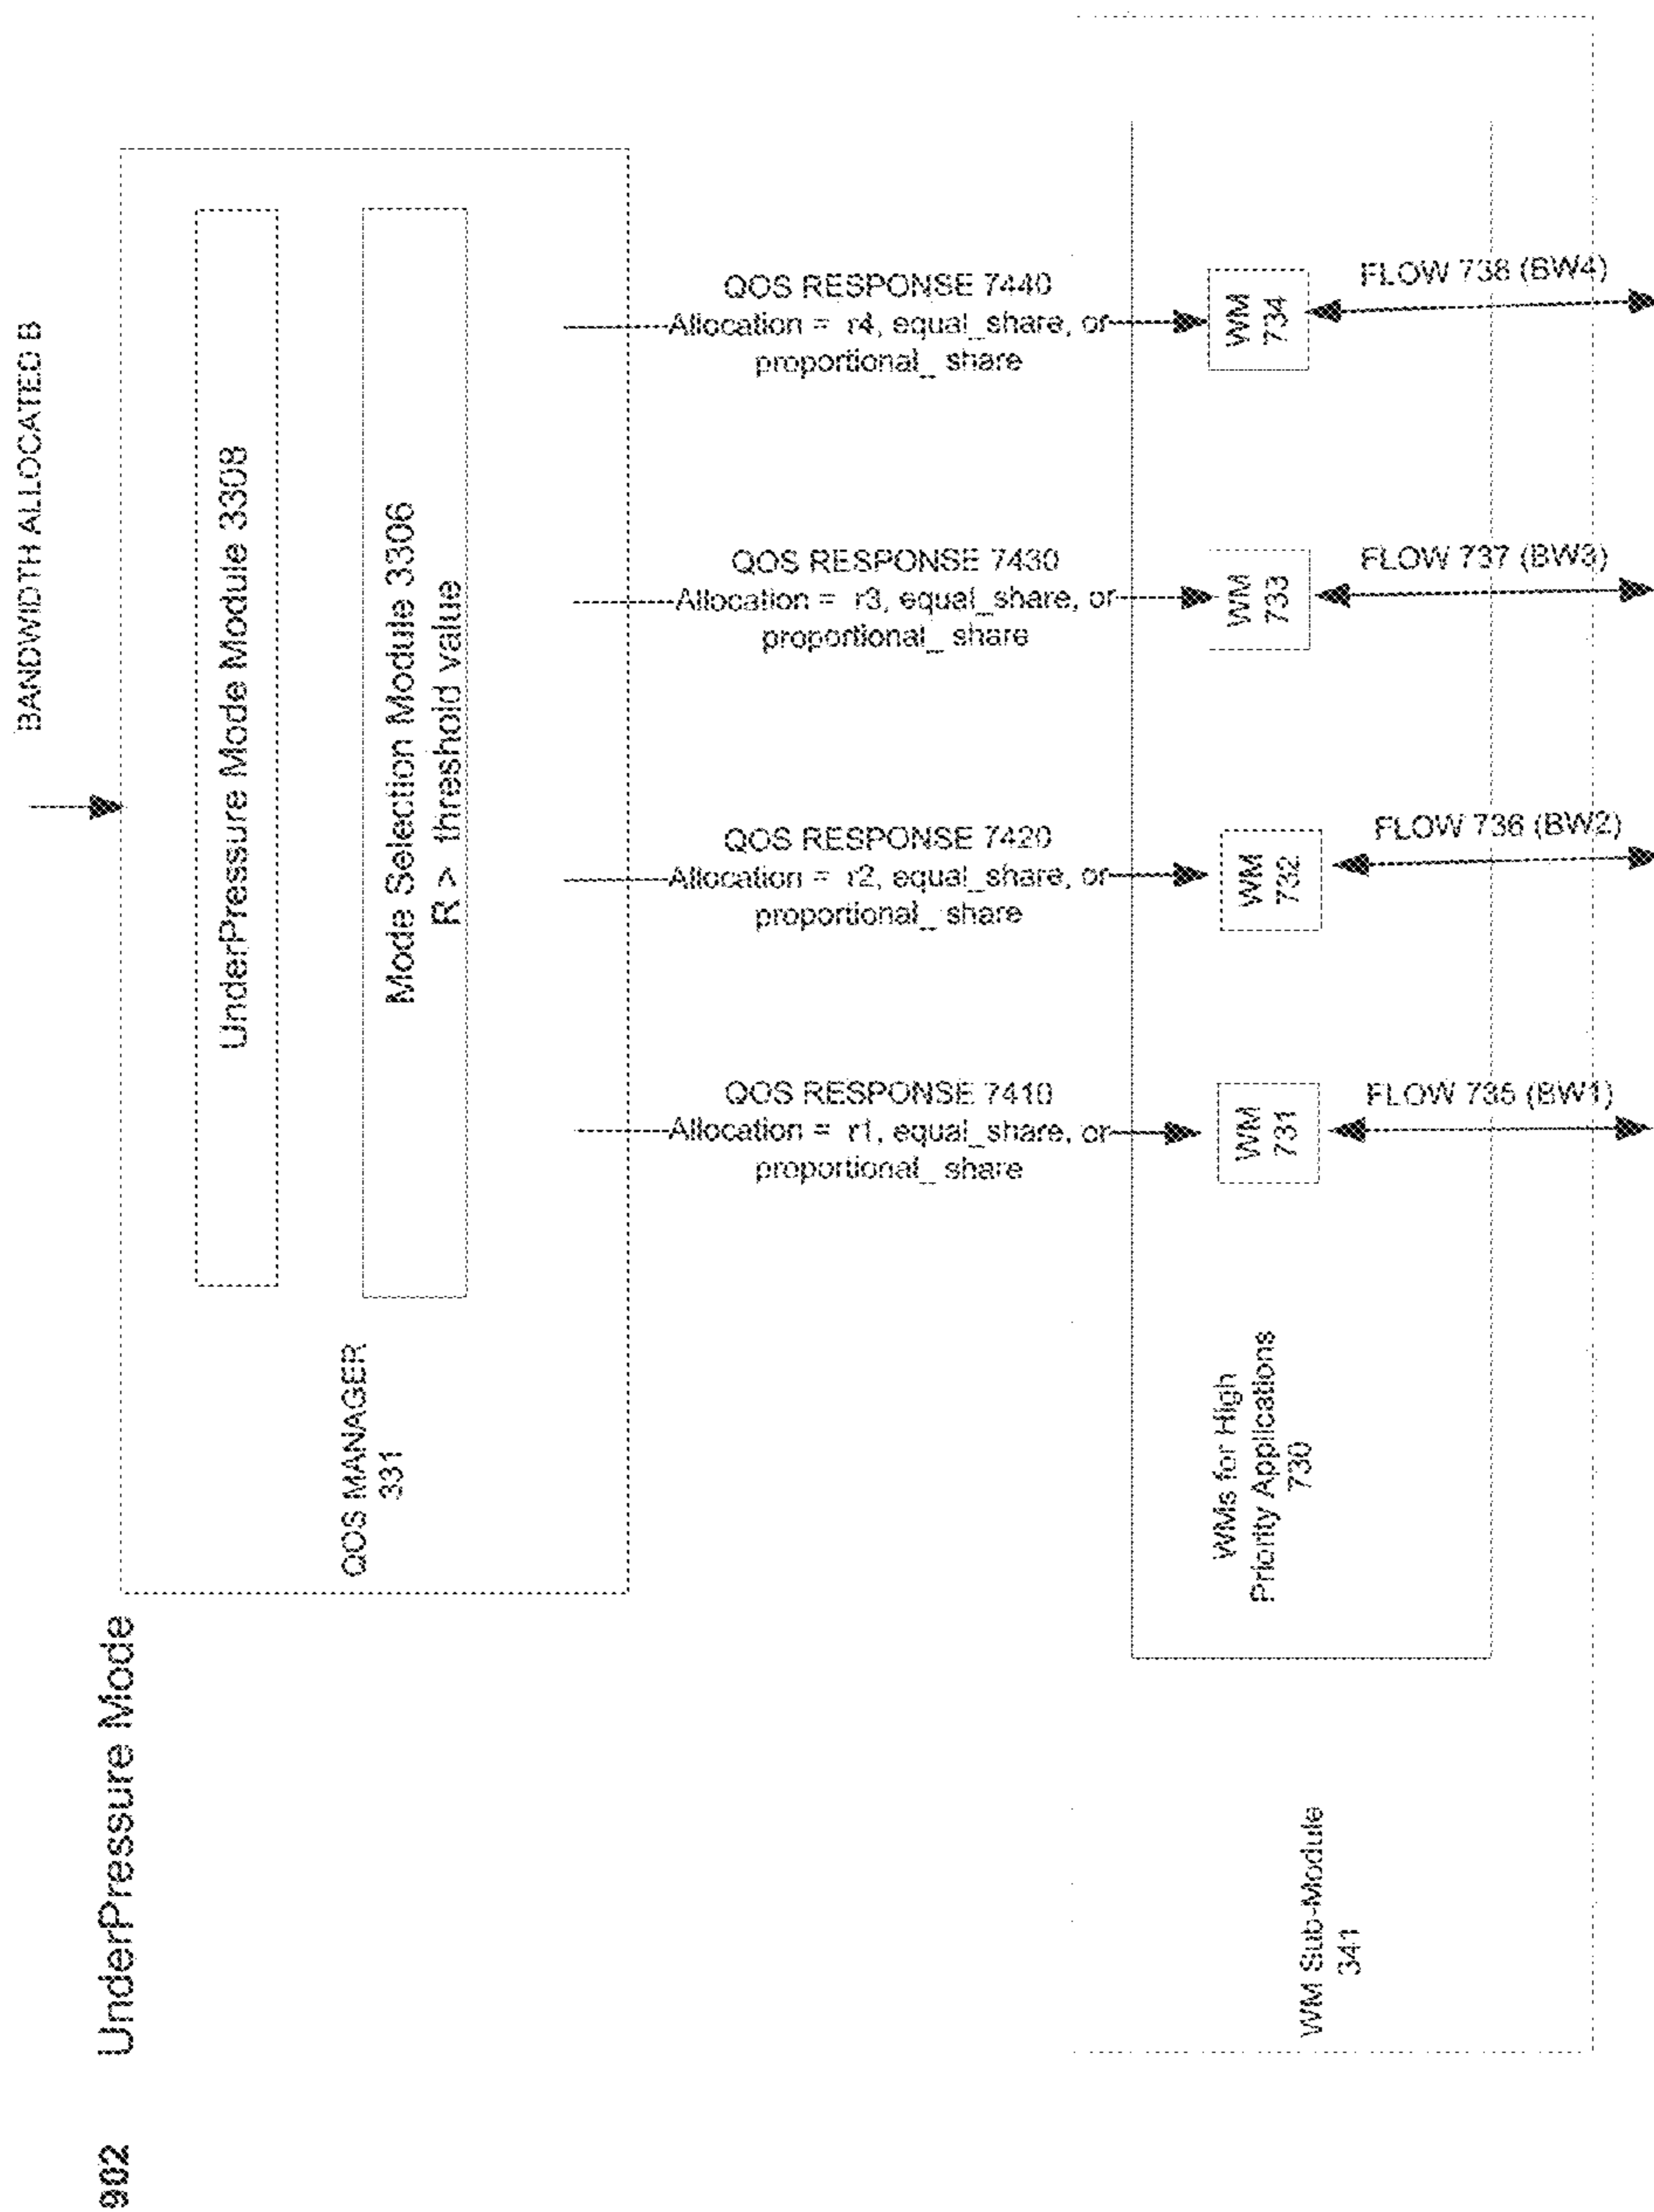 902 UnderPressure Mode
BANDWIDTH ALLOCATED B
QOS MANAGER
331
UnderPressure Mode Module 3308
Mode Selection Module 3306
R > threshold value
QOS RESPONSE 7410
Allocation = r1, equal_share, or
proportional_ share
QOS RESPONSE 7420
Allocation = r2, equal_share, or
proportional_ share
QOS RESPONSE 7430
Allocation = r3, equal_share, or
proportional_ share
QOS RESPONSE 7440
Allocation = r4, equal_share, or
proportional_ share
WM Sub-Module
341
WMs for High
Priority Applications
730
WM
731
WM
732
WM
733
WM
734
FLOW 735 (BW1)
FLOW 736 (BW2)
FLOW 737 (BW3)
FLOW 738 (BW4)